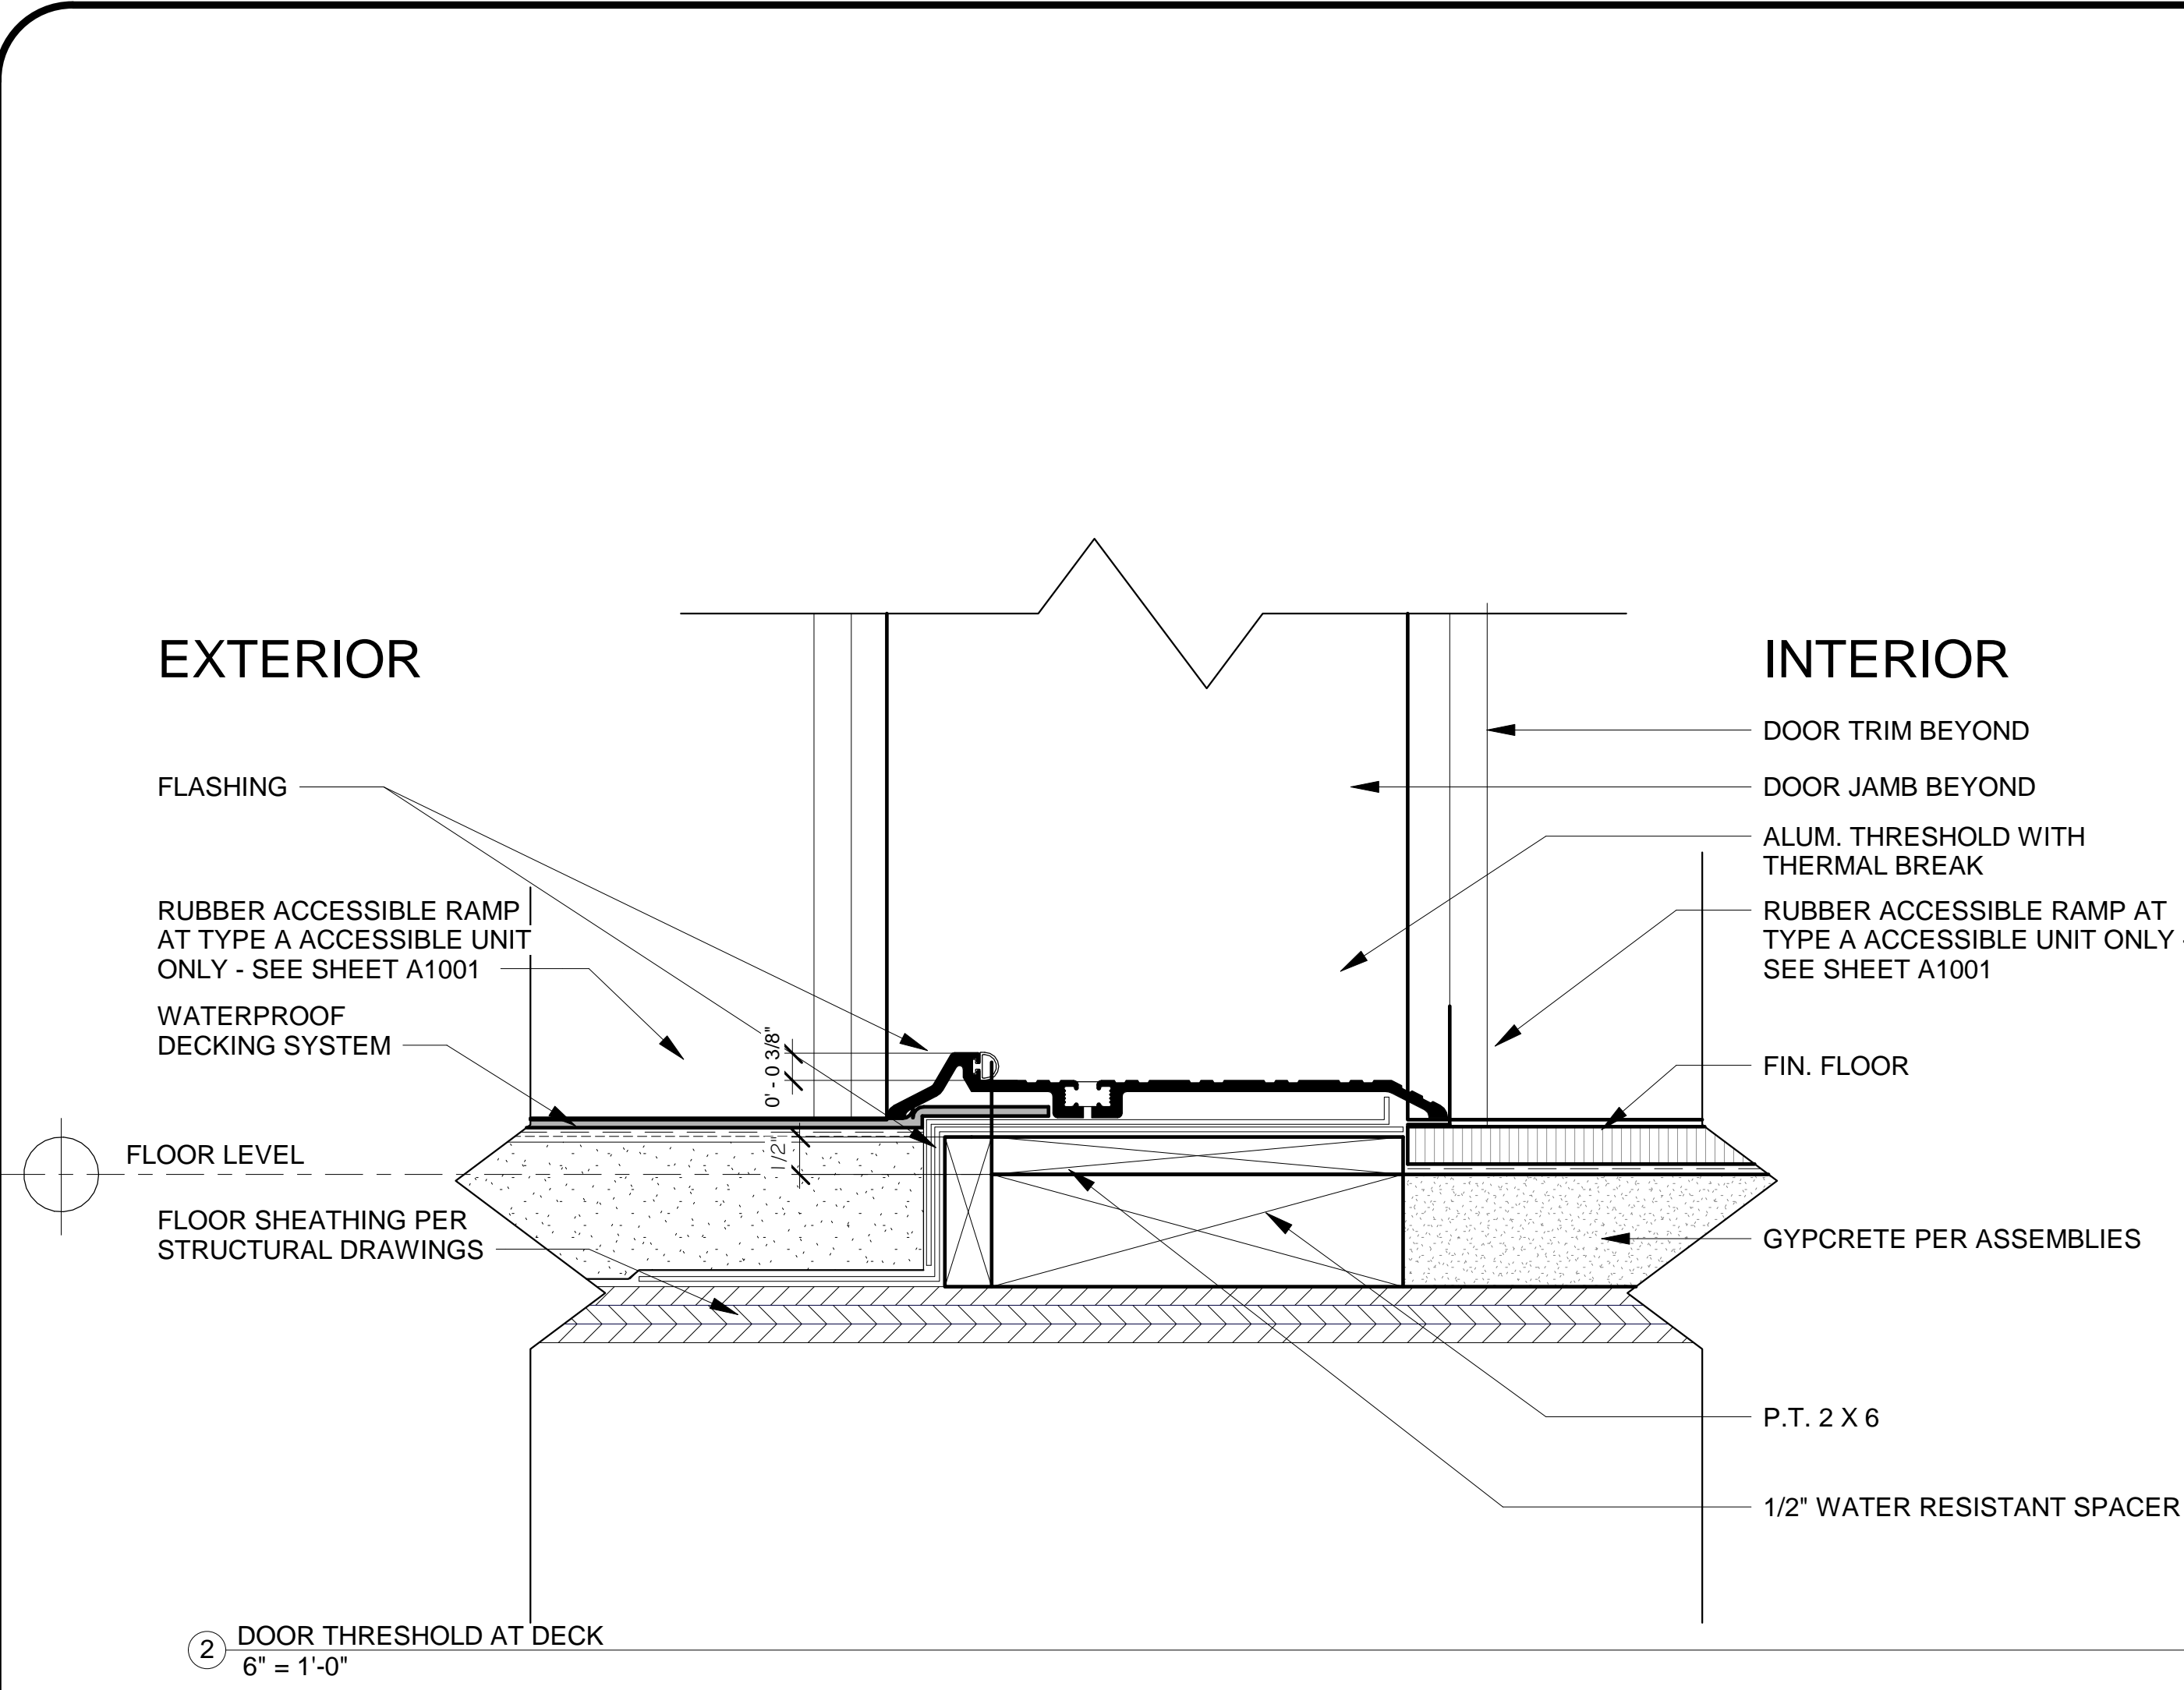 EXTERIOR
FLASHING
RUBBER ACCESSIBLE RAMP
AT TYPE A ACCESSIBLE UNIT
ONLY - SEE SHEET A1001
WATERPROOF
DECKING SYSTEM
FLOOR LEVEL
FLOOR SHEATHING PER
STRUCTURAL DRAWINGS
0' - 0 3/8"
1/2"
INTERIOR
DOOR TRIM BEYOND
DOOR JAMB BEYOND
ALUM. THRESHOLD WITH
THERMAL BREAK
RUBBER ACCESSIBLE RAMP AT
TYPE A ACCESSIBLE UNIT ONLY -
SEE SHEET A1001
FIN. FLOOR
GYPCRETE PER ASSEMBLIES
P.T. 2 X 6
1/2" WATER RESISTANT SPACER
2
DOOR THRESHOLD AT DECK
6" = 1'-0"